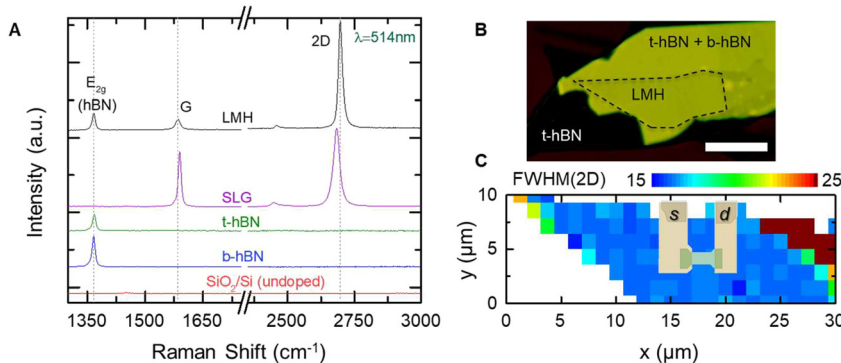 A
Intensity (a.u.)
E2g
(hBN)
G
2D
λ=514nm
LMH
SLG
t-hBN
b-hBN
SiO2/Si (undoped)
1350
1500
1650
2500
2750
3000
Raman Shift (cm-1)
B
t-hBN + b-hBN
LMH
t-hBN
C
FWHM(2D)
15
25
y (μm)
10
5
0
s
d
0
5
10
15
20
25
30
x (μm)